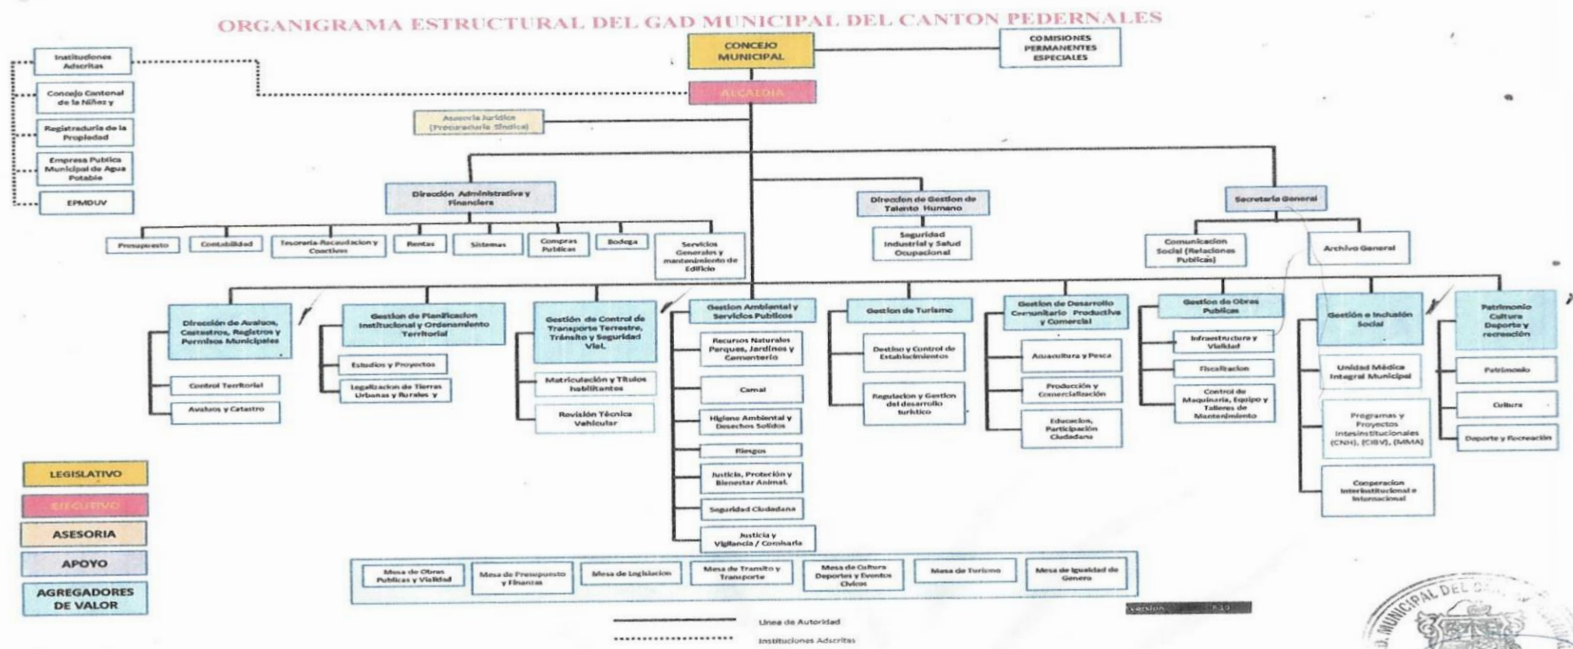 ORGANIGRAMA ESTRUCTURAL DEL GAD MUNICIPAL DEL CANTON PEDERNALES
CONCEJO
MUNICIPAL
COMISIONES
PERMANENTES
ESPECIALES
Instituciones
Adscritas
ALCALDIA
Concejo Cantonal
de la Niñez y
Asesoria Juridica
(Procuraduria Sindica)
Registraduria de la
Propiedad
Empresa Publica
Municipal de Agua
Potable
EPMDUV
Dirección Administrativa y
Financiera
Direccion de Gestion de
Talento Humano
Secretaria General
Presupuesto
Contabilidad
Tesoreria-Recaudacion y
Coactivas
Rentas
Sistemas
Compras
Publicas
Bodega
Servicios
Generales y
mantenimiento de
Edificio
Seguridad
Industrial y Salud
Ocupacional
Comunicacion
Social (Relaciones
Publicas)
Archivo General
Dirección de Avaluos,
Castastros, Registros y
Permisos Municipales
Control Territorial
Avaluos y Catastro
Gestion de Planificacion
Institucional y Ordenamiento
Territorial
Estudios y Proyectos
Legalizacion de Tierras
Urbanas y Rurales y
Gestión de Control de
Transporte Terrestre,
Tránsito y Seguridad
Vial.
Matriculación y Titulos
habilitantes
Revisión Técnica
Vehicular
Gestion Ambiental y
Servicios Publicos
Recursos Naturales
Parques, Jardines y
Cementerio
Camal
Higiene Ambiental y
Desechos Solidos
Riesgos
Justicia, Proteción y
Bienestar Animal.
Seguridad Ciudadana
Justicia y
Vigilancia / Comisaria
Gestion de Turismo
Destino y Control de
Establecimientos
Regulacion y Gestion
del desarrollo
turistico
Gestion de Desarrollo
Comunitario Productivo
y Comercial
Acuacultura y Pesca
Producción y
Comercialización
Educacion,
Participación
Ciudadana
Gestion de Obras
Publicas
Infraestructura y
Vialidad
Fiscalizacion
Control de
Maquinaria, Equipo y
Talleres de
Mantenimiento
Gestión e Inclusión
Social
Unidad Médica
Integral Municipal
Programas y
Proyectos
Intesinstitucionales
(CNH), (CIBV), (MMA)
Cooperacion
Interinstitucional e
Internacional
Patrimonio
Cultura
Deporte y
recreación
Patrimonio
Cultura
Deporte y Recreación
LEGISLATIVO
EJECUTIVO
ASESORIA
APOYO
AGREGADORES
DE VALOR
Mesa de Obras
Publicas y Vialidad
Mesa de Presupuesto
y Finanzas
Mesa de Legislacion
Mesa de Transito y
Transporte
Mesa de Cultura
Deportes y Eventos
Civicos
Mesa de Turismo
Mesa de Igualdad de
Genero
Linea de Autoridad
Instituciones Adscritas
MUNICIPAL DEL